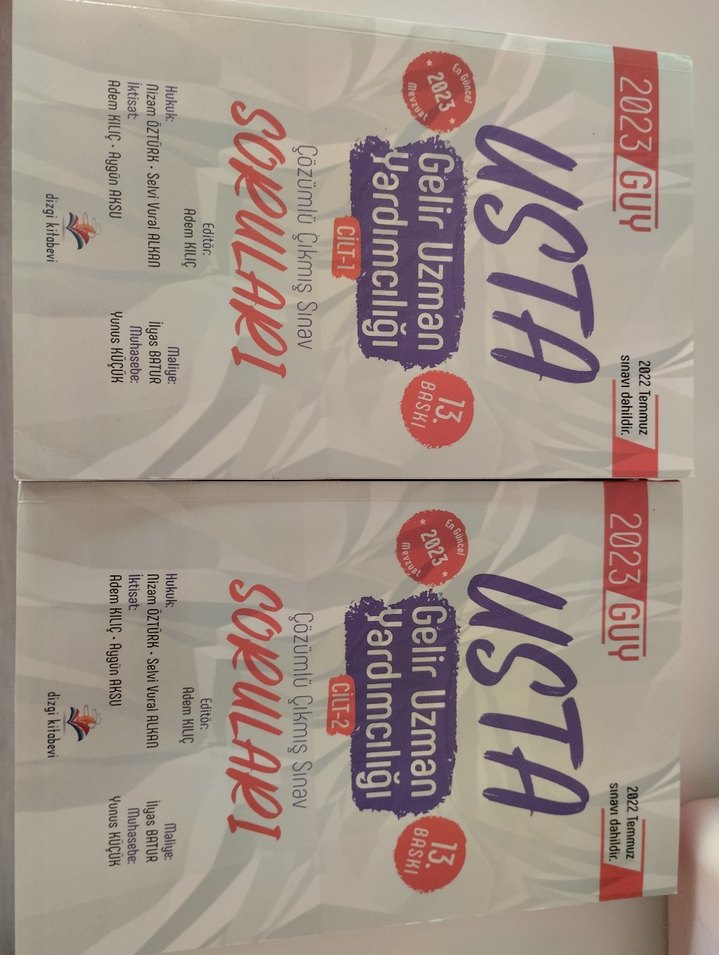 2023 GUY
2022 Temmuz
sınavı dahildir.
USTA
En Güncel
2023
Mevzuat
Gelir Uzman
Yardımcılığı
CİLT-1
13.
BASKI
Çözümlü Çıkmış Sınav
SORULARI
Editör:
Adem KILIÇ
Hukuk:
Nizam ÖZTÜRK • Selvi Vural ALKAN
İktisat:
Adem KILIÇ • Aygün AKSU
Maliye:
İlyas BATUR
Muhasebe:
Yunus KÜÇÜK
dizgi kitabevi
2023 GUY
2022 Temmuz
sınavı dahildir.
USTA
En Güncel
2023
Mevzuat
Gelir Uzman
Yardımcılığı
CİLT-2
13.
BASKI
Çözümlü Çıkmış Sınav
SORULARI
Editör:
Adem KILIÇ
Hukuk:
Nizam ÖZTÜRK • Selvi Vural ALKAN
İktisat:
Adem KILIÇ • Aygün AKSU
Maliye:
İlyas BATUR
Muhasebe:
Yunus KÜÇÜK
dizgi kitabevi